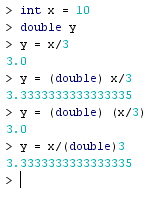 > int x = 10
> double y
> y = x/3
3.0
> y = (double) x/3
3.3333333333333335
> y = (double) (x/3)
3.0
> y = x/(double)3
3.3333333333333335
>